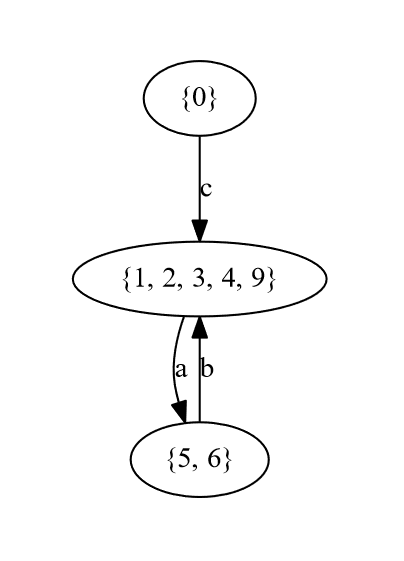 {0}
c
{1, 2, 3, 4, 9}
a b
{5, 6}